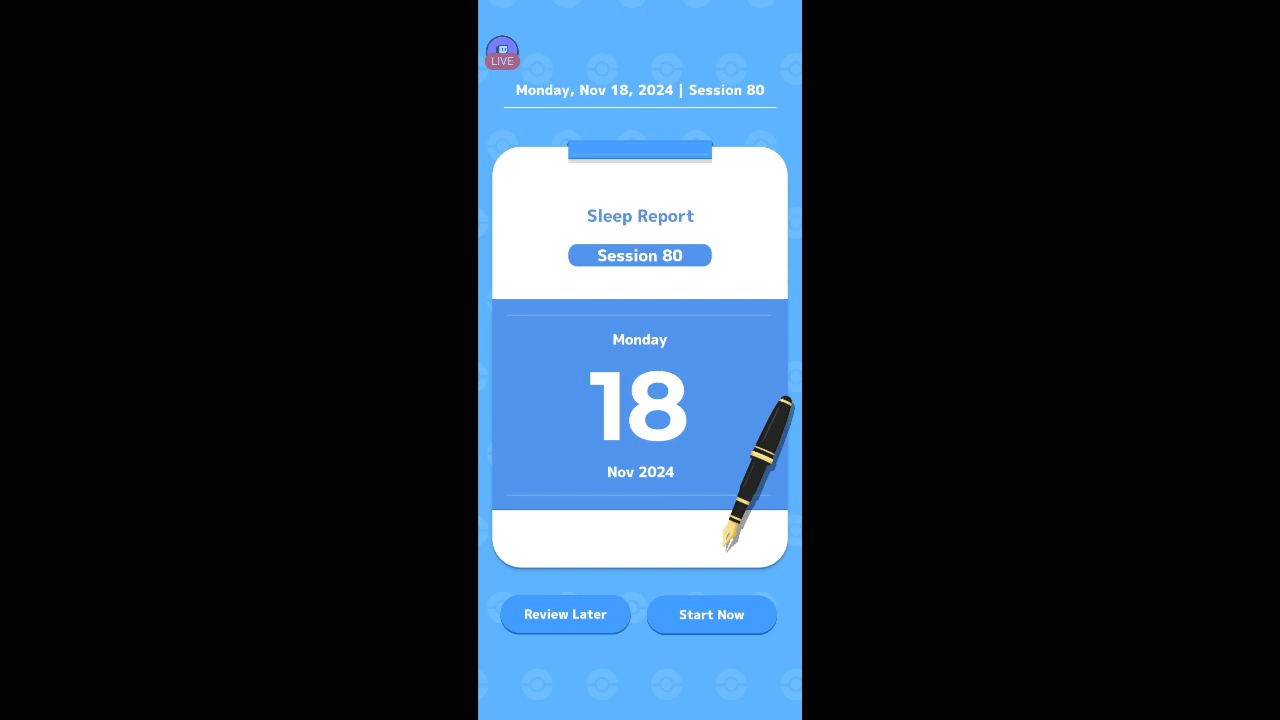 LIVE
Monday, Nov 18, 2024 | Session 80
Sleep Report
Session 80
Monday
18
Nov 2024
Review Later
Start Now